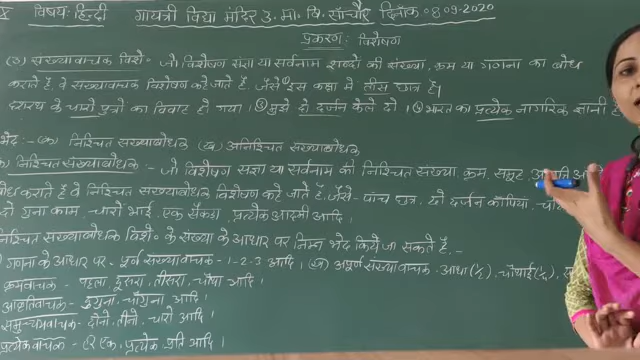 X विषय: हिन्दी गायत्री विद्या मंदिर उ. मा. वि. साँचौर दिनाँक 08.09.2020
प्रकरण: विशेषण
(3) संख्यावाचक विशे॰ जो विशेषण संज्ञा या सर्वनाम शब्दों की संख्या, क्रम या गणना का बोध
कराते है, वे संख्यावाचक विशेषण कहे जाते है, जैसे इस कक्षा में तीस छात्र है।
दशरथ के चारों पुत्रों का विवाह हो गया। मुझे दो दर्जन केले दो। भारत का प्रत्येक नागरिक ज्ञानी है
भेद :- (क) निश्चित संख्याबोधक (ख) अनिश्चित संख्याबोधक
निश्चित संख्याबोधक - जो विशेषण संज्ञा या सर्वनाम की निश्चित संख्या, क्रम, समूह,
बोध कराते हैं वे निश्चित संख्याबोधक विशेषण कहे जाते है, जैसे- पांच छात्र, दो दर्जन कॉपिया,
दो गुना काम, चारो भाई, एक सैकड़ा, प्रत्येक आदमी आदि।
निश्चित संख्याबोधक विशे॰ के संख्या के आधार पर निम्न भेद किये जा सकते हैं -
गणना के आधार पर - पूर्ण संख्यावाचक - 1-2-3 आदि। (ख) अपूर्ण संख्यावाचक - आधा (½), चौथाई (¼),
क्रमवाचक - पहला, दूसरा, तीसरा, चौथा आदि।
आवृतिवाचक - दुगुना, चौगुना आदि।
समुच्चयवाचक - दोनो, तीनो, चारो आदि।
प्रत्येकवाचक - हर एक, प्रत्येक, प्रति आदि।